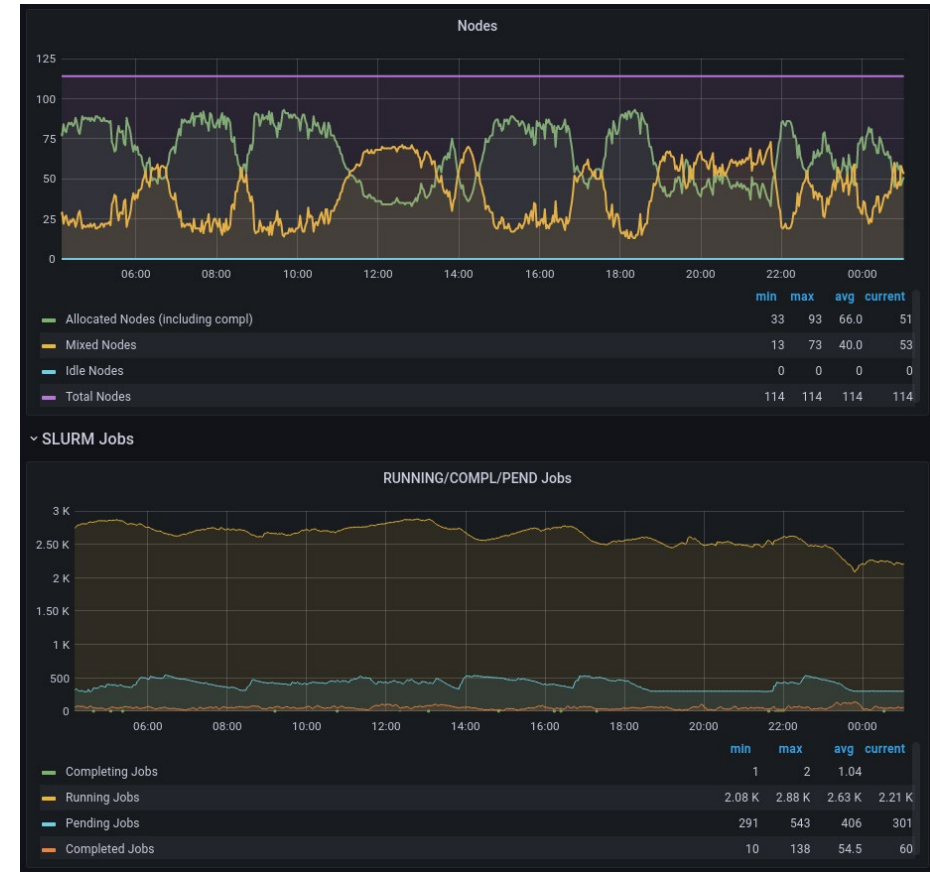 Nodes
125
100
75
50
25
0
06:00 08:00 10:00 12:00 14:00 16:00 18:00 20:00 22:00 00:00
min max avg current
Allocated Nodes (including compl) 33 93 66.0 51
Mixed Nodes 13 73 40.0 53
Idle Nodes 0 0 0 0
Total Nodes 114 114 114 114
SLURM Jobs
RUNNING/COMPL/PEND Jobs
3 K
2.50 K
2 K
1.50 K
1 K
500
0
06:00 08:00 10:00 12:00 14:00 16:00 18:00 20:00 22:00 00:00
min max avg current
Completing Jobs 1 2 1.04
Running Jobs 2.08 K 2.88 K 2.63 K 2.21 K
Pending Jobs 291 543 406 301
Completed Jobs 10 138 54.5 60